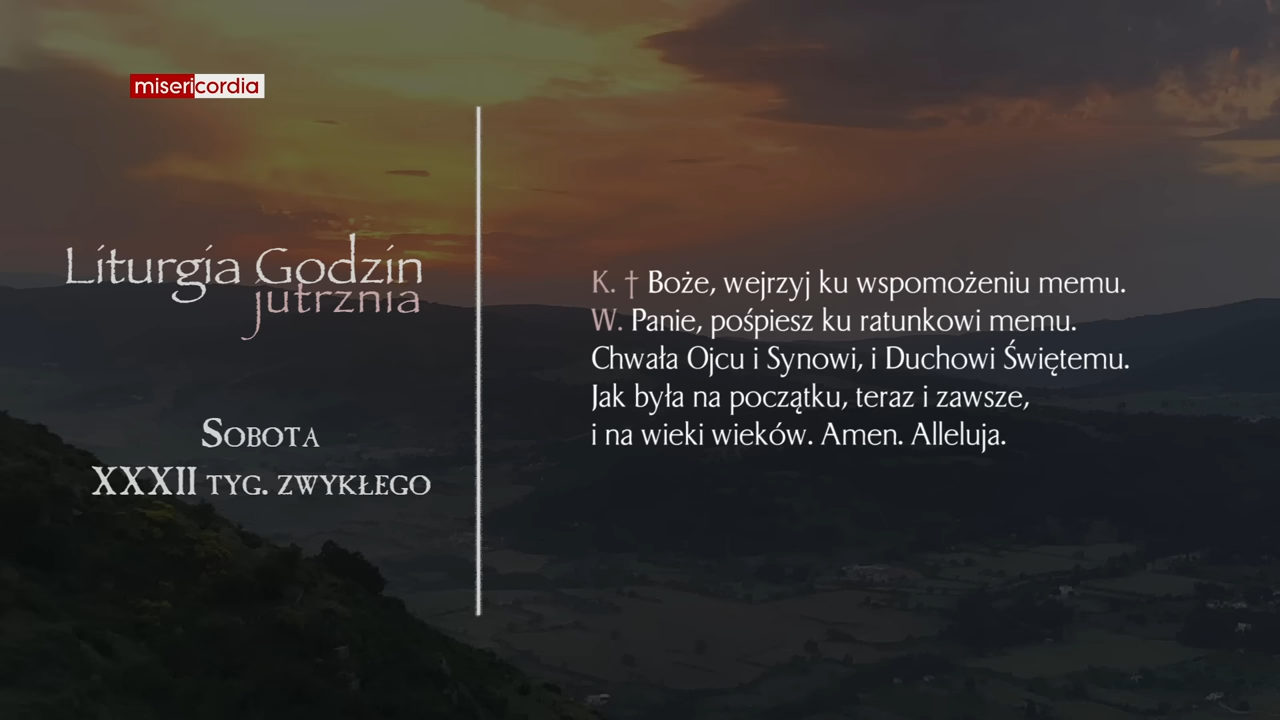 misericordia
Liturgia Godzin
jutrznia
Sobota
XXXII tyg. zwykłego
K. † Boże, wejrzyj ku wspomożeniu memu.
W. Panie, pośpiesz ku ratunkowi memu.
Chwała Ojcu i Synowi, i Duchowi Świętemu.
Jak była na początku, teraz i zawsze,
i na wieki wieków. Amen. Alleluja.